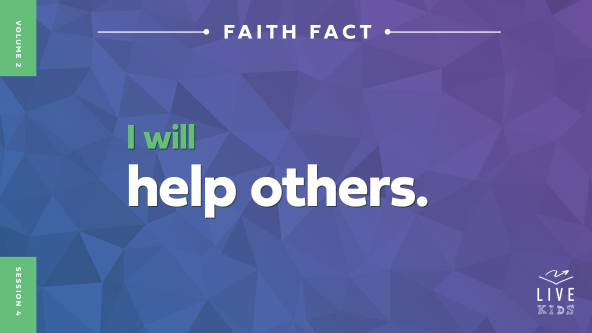 VOLUME 2
FAITH FACT
I will
help others.
SESSION 4
LIVE
KIDS